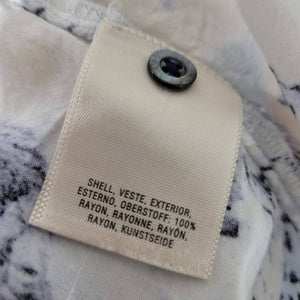 SHELL, VESTE, EXTERIOR,
ESTERNO, OBERSTOFF: 100%
RAYON, RAYONNE, RAYÓN,
RAYON, KUNSTSEIDE